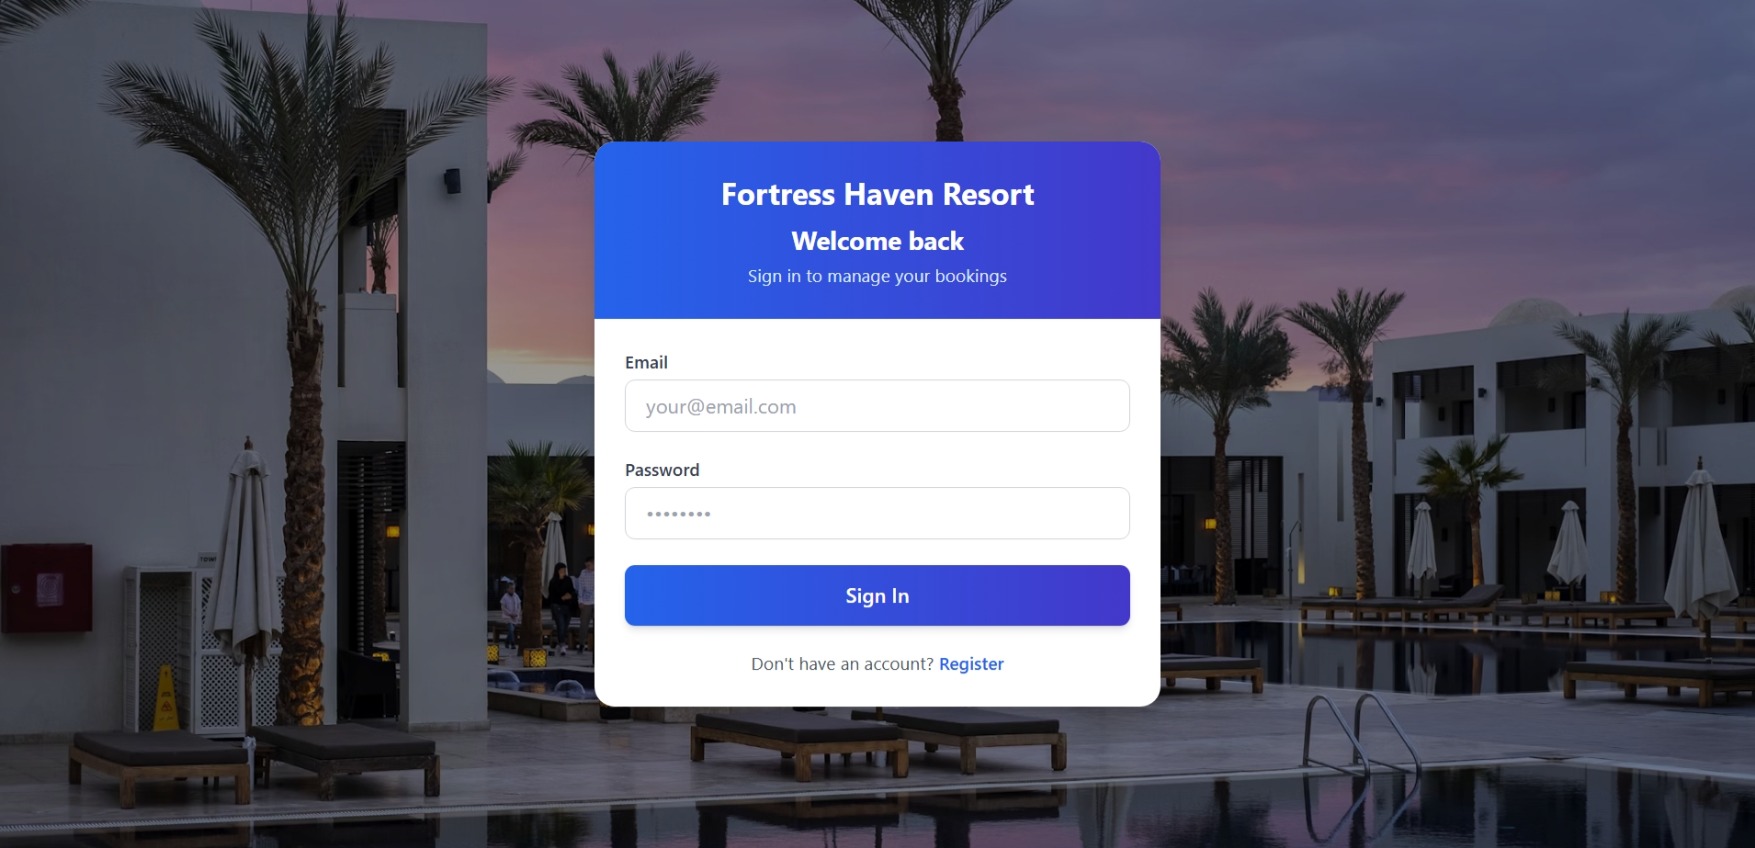 Fortress Haven Resort
Welcome back
Sign in to manage your bookings
Email
your@email.com
Password
••••••••
Sign In
Don't have an account? Register